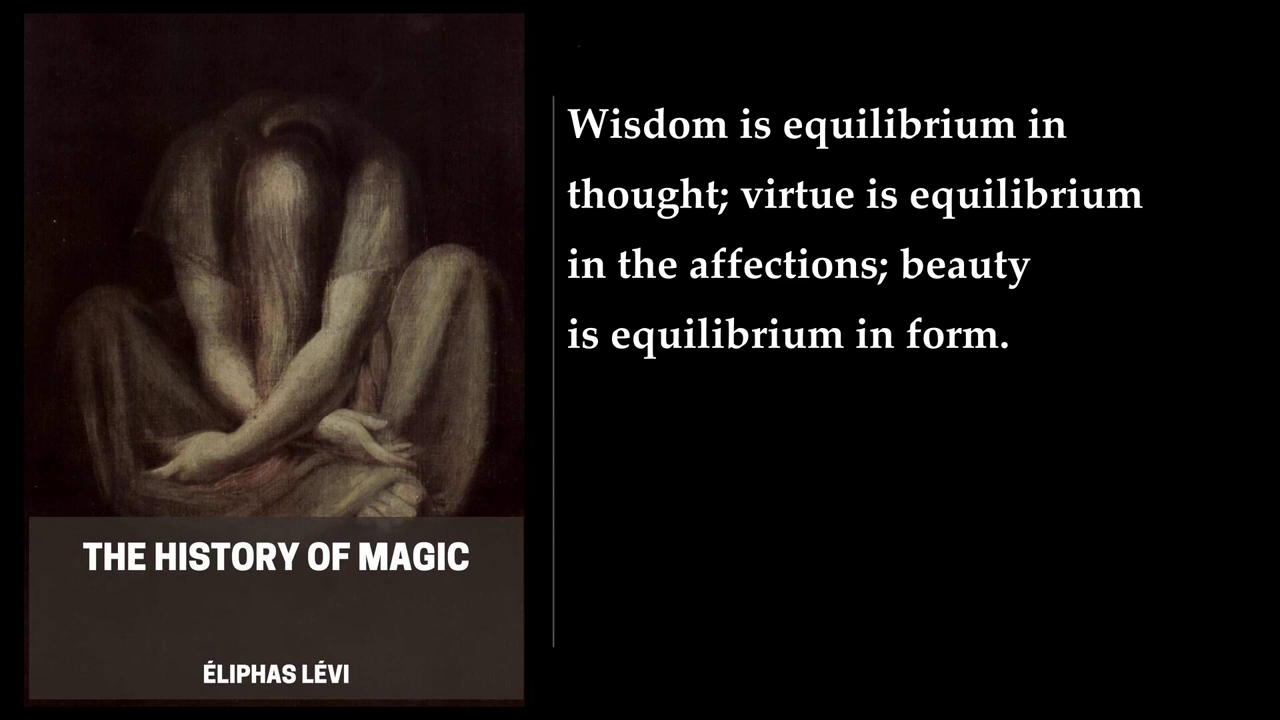 THE HISTORY OF MAGIC
ÉLIPHAS LÉVI
Wisdom is equilibrium in
thought; virtue is equilibrium
in the affections; beauty
is equilibrium in form.